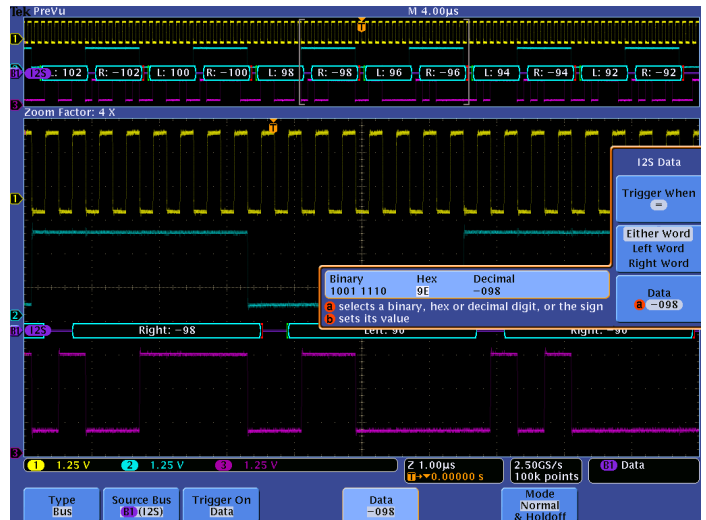 Tek PreVu M 4.00µs
T
1
B1 I2S L: 102 R: -102 L: 100 R: -100 L: 98 R: -98 L: 96 R: -96 L: 94 R: -94 L: 92 R: -92
3
Zoom Factor: 4 X
T
I2S Data
Trigger When
=
1
Either Word
Left Word
Right Word
Binary Hex Decimal
1001 1110 9E -098
a selects a binary, hex or decimal digit, or the sign
b sets its value
Data
a -098
2
B1 I2S Right: -98 Left: 96 Right: -96
3
1 1.25 V 2 1.25 V 3 1.25 V
Z 1.00µs
T→▼0.00000 s
2.50GS/s
100k points
B1 Data
Type
Bus
Source Bus
B1 (I2S)
Trigger On
Data
Data
-098
Mode
Normal
& Holdoff